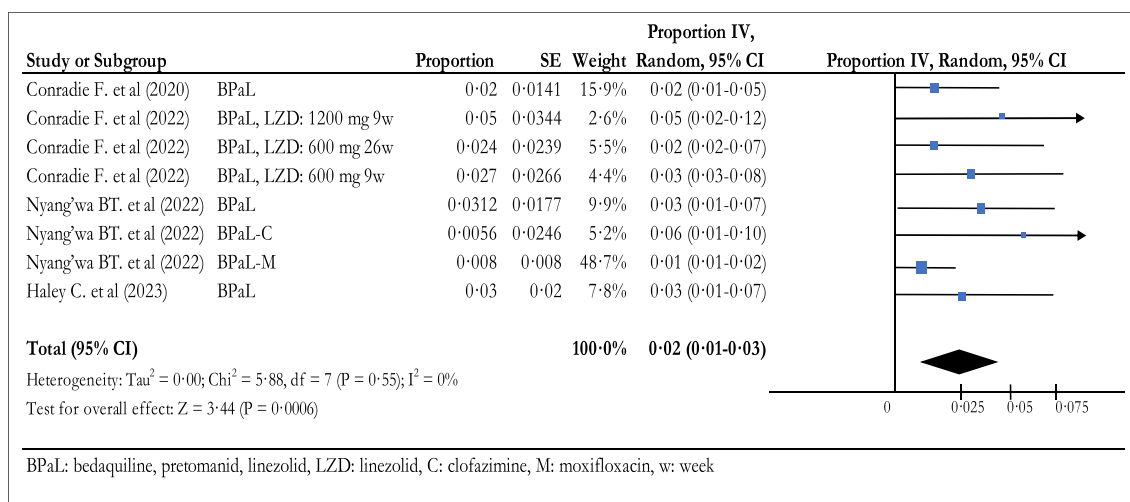 Proportion IV,
Study or Subgroup Proportion SE Weight Random, 95% CI Proportion IV, Random, 95% CI
Conradie F. et al (2020) BPaL 0·02 0·0141 15·9% 0·02 (0·01-0·05)
Conradie F. et al (2022) BPaL, LZD: 1200 mg 9w 0·05 0·0344 2·6% 0·05 (0·02-0·12)
Conradie F. et al (2022) BPaL, LZD: 600 mg 26w 0·024 0·0239 5·5% 0·02 (0·02-0·07)
Conradie F. et al (2022) BPaL, LZD: 600 mg 9w 0·027 0·0266 4·4% 0·03 (0·03-0·08)
Nyang'wa BT. et al (2022) BPaL 0·0312 0·0177 9·9% 0·03 (0·01-0·07)
Nyang'wa BT. et al (2022) BPaL-C 0·0056 0·0246 5·2% 0·06 (0·01-0·10)
Nyang'wa BT. et al (2022) BPaL-M 0·008 0·008 48·7% 0·01 (0·01-0·02)
Haley C. et al (2023) BPaL 0·03 0·02 7·8% 0·03 (0·01-0·07)
Total (95% CI) 100·0% 0·02 (0·01-0·03)
Heterogeneity: Tau² = 0·00; Chi² = 5·88, df = 7 (P = 0·55); I² = 0%
Test for overall effect: Z = 3·44 (P = 0·0006)
0 0·025 0·05 0·075
BPaL: bedaquiline, pretomanid, linezolid, LZD: linezolid, C: clofazimine, M: moxifloxacin, w: week